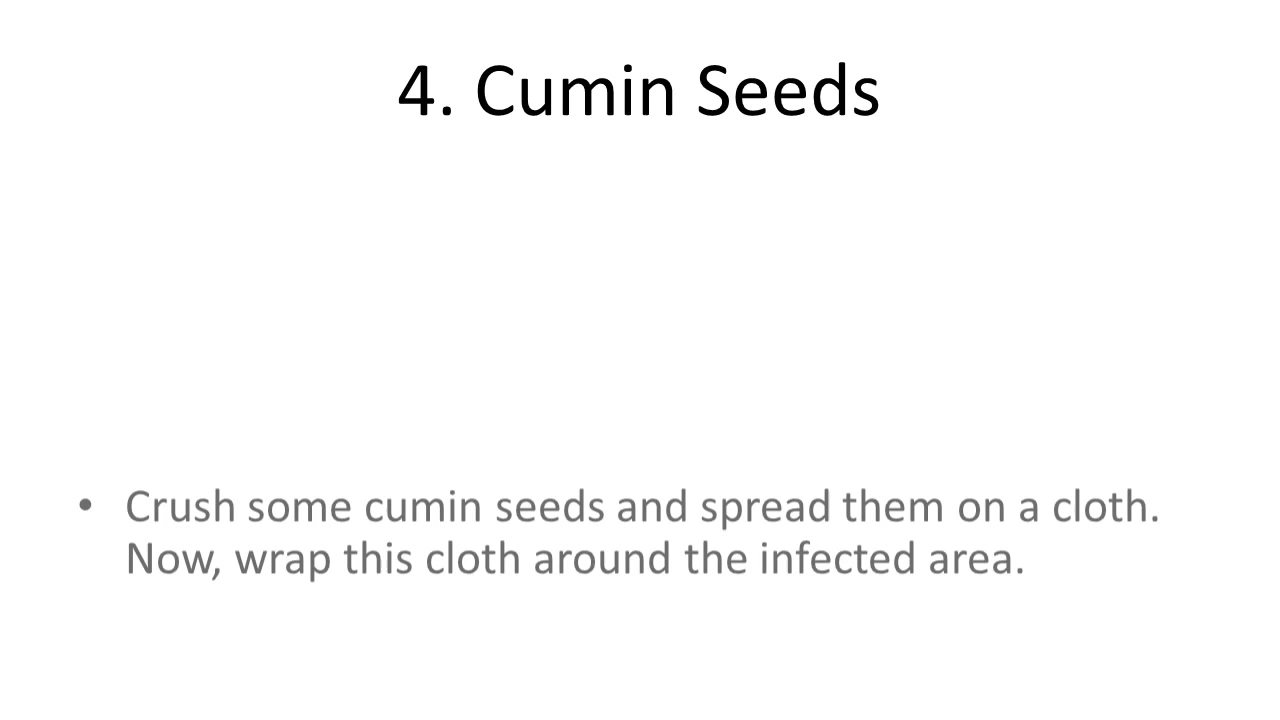 4. Cumin Seeds
• Crush some cumin seeds and spread them on a cloth.
Now, wrap this cloth around the infected area.